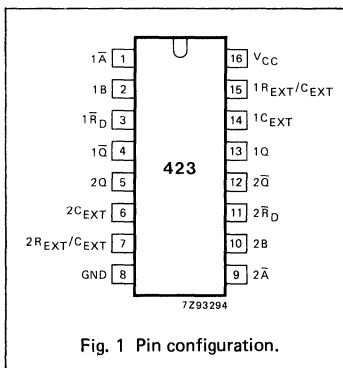 1Ā 1 16 VCC
1B 2 15 1REXT/CEXT
1R̄D 3 14 1CEXT
1Q̄ 4 13 1Q
423
2Q 5 12 2Q̄
2CEXT 6 11 2R̄D
2REXT/CEXT 7 10 2B
GND 8 9 2Ā
7Z93294
Fig. 1 Pin configuration.